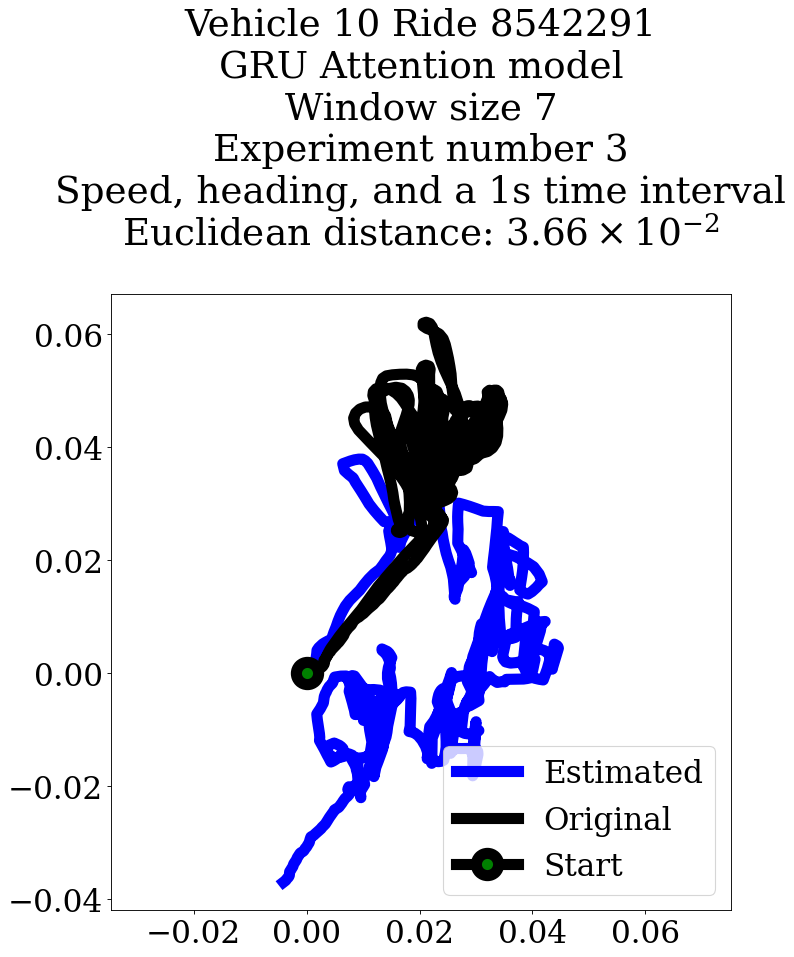 Vehicle 10 Ride 8542291
GRU Attention model
Window size 7
Experiment number 3
Speed, heading, and a 1s time interval
Euclidean distance: 3.66 × 10⁻²
0.06
0.04
0.02
0.00
−0.02
−0.04
−0.02 0.00 0.02 0.04 0.06
Estimated
Original
Start